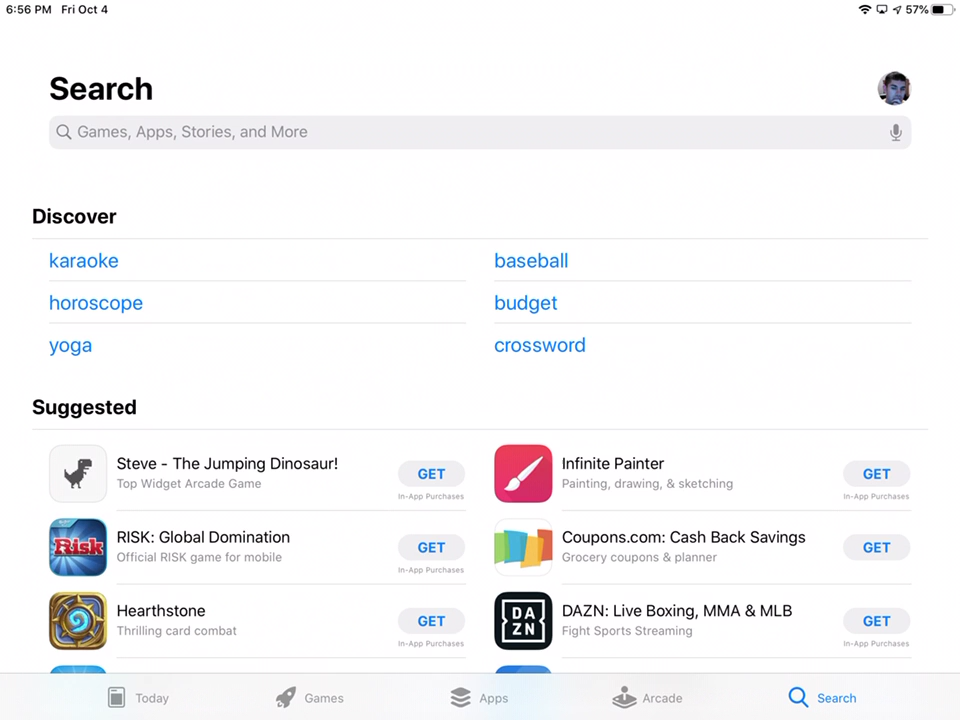 6:56 PM Fri Oct 4 57%
Search
Games, Apps, Stories, and More
Discover
karaoke
baseball
horoscope
budget
yoga
crossword
Suggested
Steve - The Jumping Dinosaur!
Top Widget Arcade Game
GET
In-App Purchases
Infinite Painter
Painting, drawing, & sketching
GET
In-App Purchases
RISK
RISK: Global Domination
Official RISK game for mobile
GET
In-App Purchases
Coupons.com: Cash Back Savings
Grocery coupons & planner
GET
Hearthstone
Thrilling card combat
GET
In-App Purchases
DA
ZN
DAZN: Live Boxing, MMA & MLB
Fight Sports Streaming
GET
In-App Purchases
Today
Games
Apps
Arcade
Search